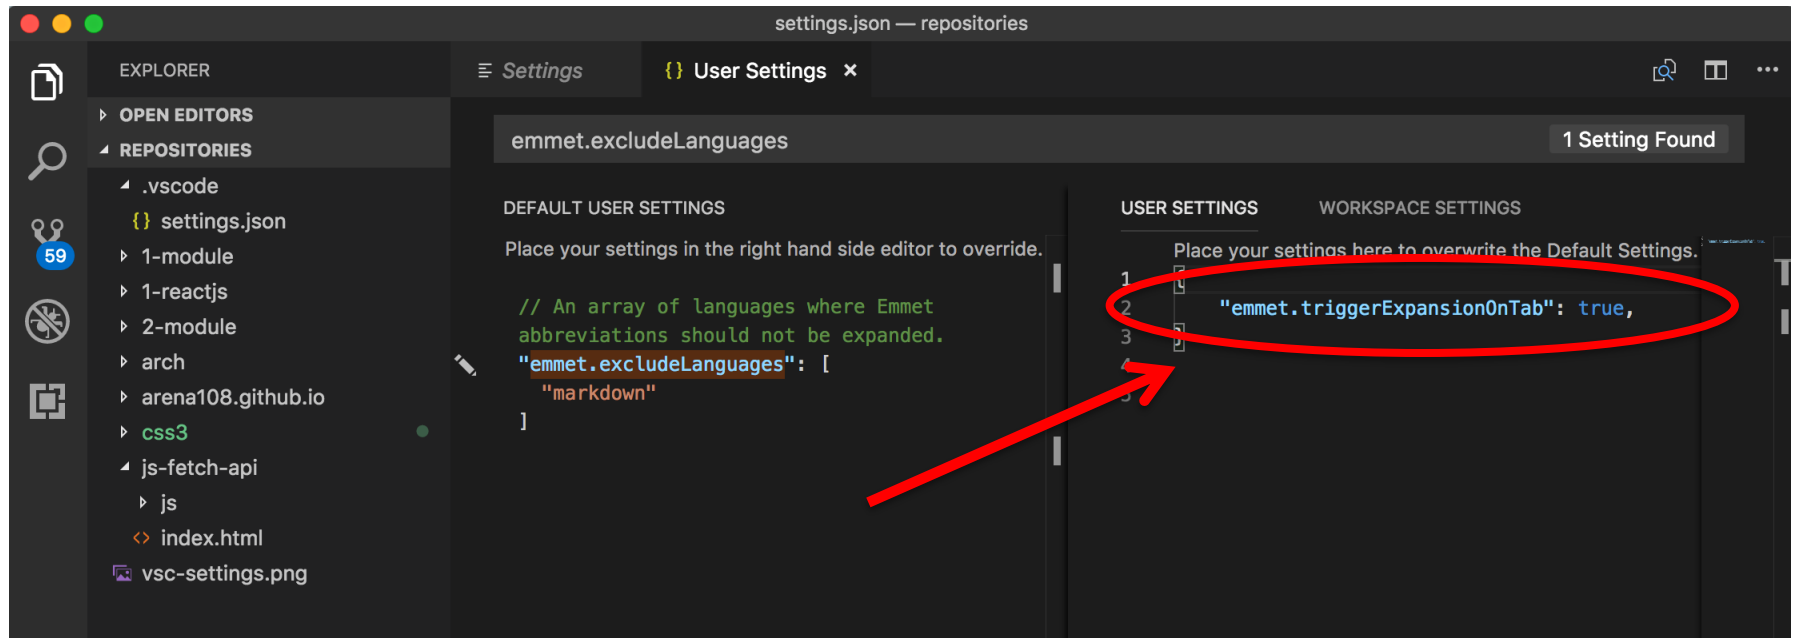 settings.json — repositories
EXPLORER
OPEN EDITORS
REPOSITORIES
.vscode
{} settings.json
1-module
1-reactjs
2-module
arch
arena108.github.io
css3
js-fetch-api
js
<> index.html
vsc-settings.png
59
Settings
{} User Settings ×
emmet.excludeLanguages
1 Setting Found
DEFAULT USER SETTINGS
Place your settings in the right hand side editor to override.
// An array of languages where Emmet
abbreviations should not be expanded.
"emmet.excludeLanguages": [
"markdown"
]
USER SETTINGS
WORKSPACE SETTINGS
Place your settings here to overwrite the Default Settings.
1 {
2 "emmet.triggerExpansionOnTab": true,
3 }
4
5